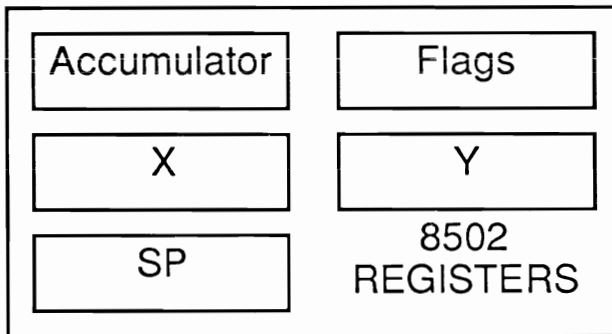 Accumulator
Flags
X
Y
SP
8502
REGISTERS